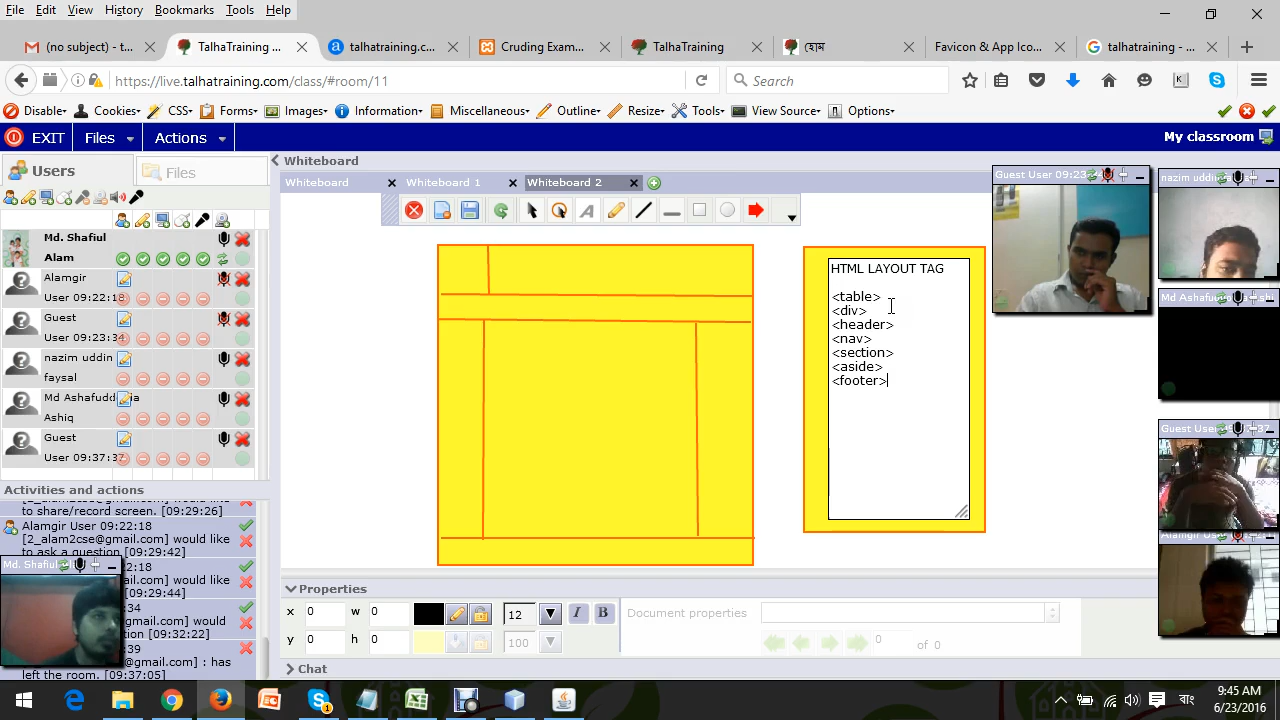 File Edit View History Bookmarks Tools Help
(no subject) - t... TalhaTraining ... talhatraining.c... Cruding Exam... TalhaTraining হোম Favicon & App Ico... talhatraining - ...
https://live.talhatraining.com/class/#room/11 Search
Disable Cookies CSS Forms Images Information Miscellaneous Outline Resize Tools View Source Options
EXIT Files Actions My classroom
Users Files
Md. Shafiul
Alam
Alamgir
User 09:22:18
Guest
User 09:23:34
nazim uddin
faysal
Md Ashafudd
Ashiq
Guest
User 09:37:37
Activities and actions
to share/record screen. [09:29:26]
Alamgir User 09:22:18
[2_alam2cse@gmail.com] would like
to ask a question [09:29:42]
gmail.com] would like
[09:29:44]
34
gmail.com] would
tion [09:32:22]
39
@gmail.com] : has
left the room. [09:37:05]
Md. Shafiul
Whiteboard
Whiteboard Whiteboard 1 Whiteboard 2
HTML LAYOUT TAG
<table>
<div>
<header>
<nav>
<section>
<aside>
<footer>
Guest User 09:23:34
nazim uddin
Guest User
Alamgir User
Properties
x 0 w 0 12 I B Document properties
y 0 h 0 100 0 of 0
Chat
9:45 AM
6/23/2016